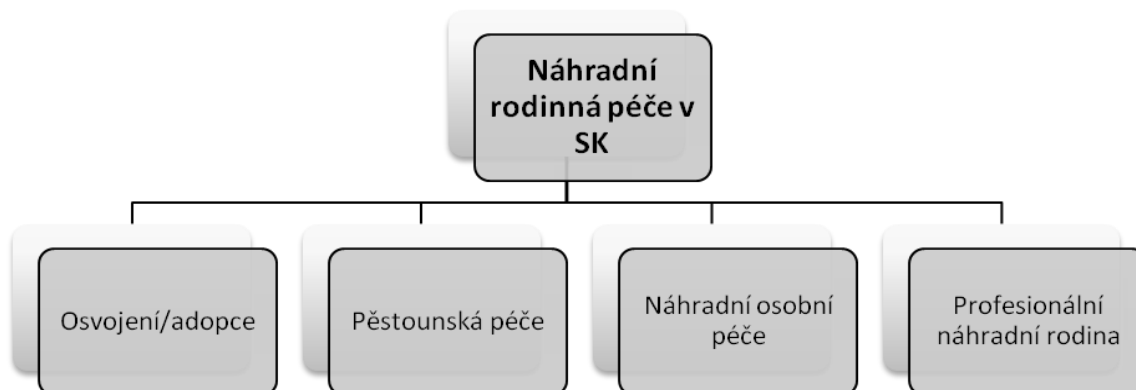 Náhradní
rodinná péče v
SK
Osvojení/adopce
Pěstounská péče
Náhradní osobní
péče
Profesionální
náhradní rodina